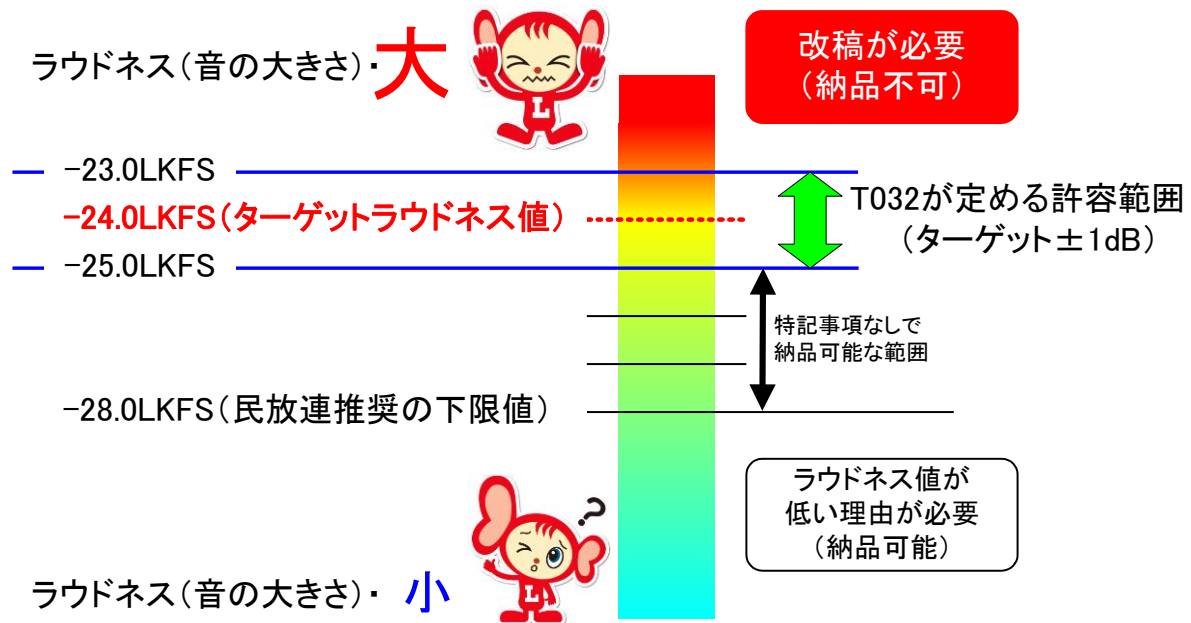 ラウドネス(音の大きさ)・大
改稿が必要
(納品不可)
L
-23.0LKFS
-24.0LKFS(ターゲットラウドネス値)
T032が定める許容範囲
(ターゲット±1dB)
-25.0LKFS
特記事項なしで
納品可能な範囲
-28.0LKFS(民放連推奨の下限値)
ラウドネス値が
低い理由が必要
(納品可能)
?
L
ラウドネス(音の大きさ)・小